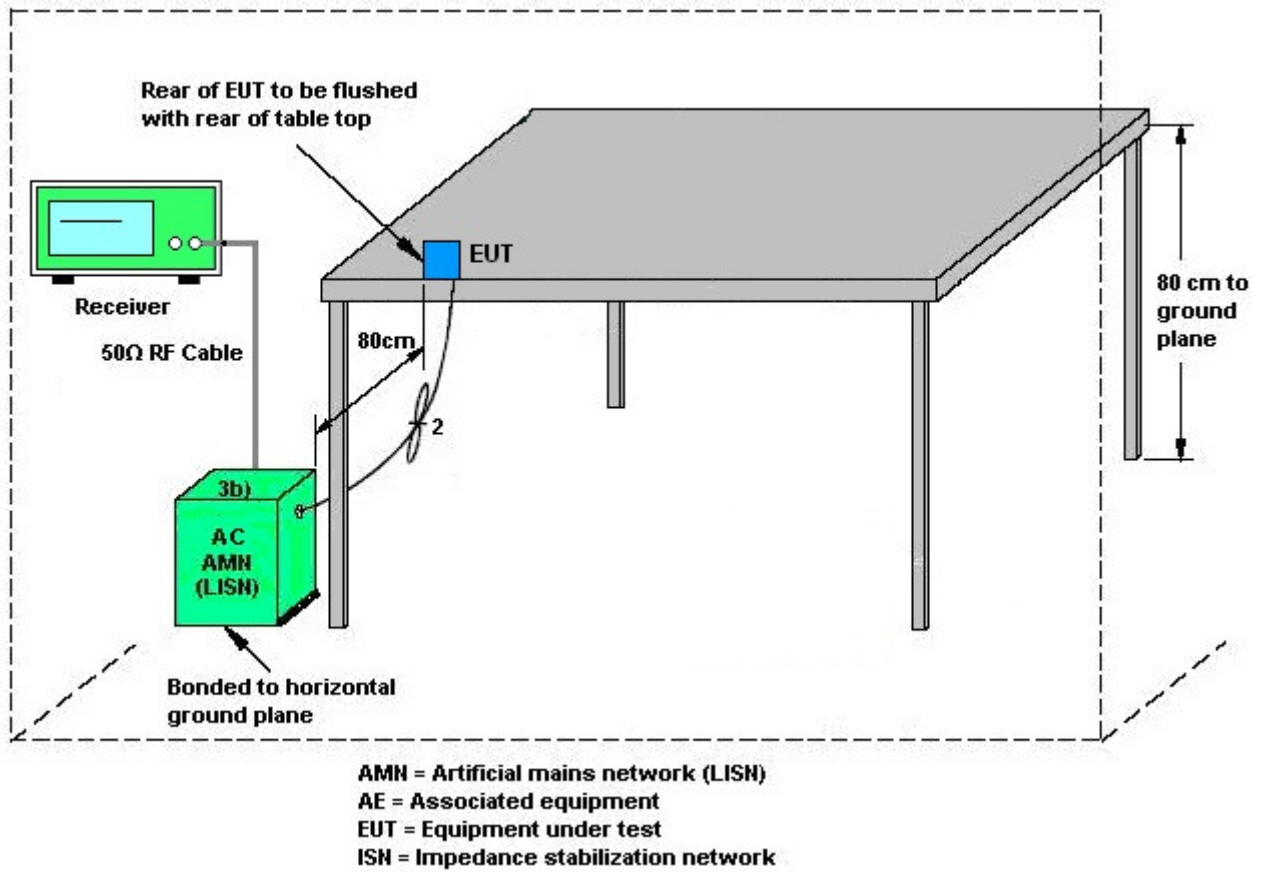 Rear of EUT to be flushed
with rear of table top
EUT
Receiver
50Ω RF Cable
80cm
2
80 cm to
ground
plane
3b)
AC
AMN
(LISN)
Bonded to horizontal
ground plane
AMN = Artificial mains network (LISN)
AE = Associated equipment
EUT = Equipment under test
ISN = Impedance stabilization network